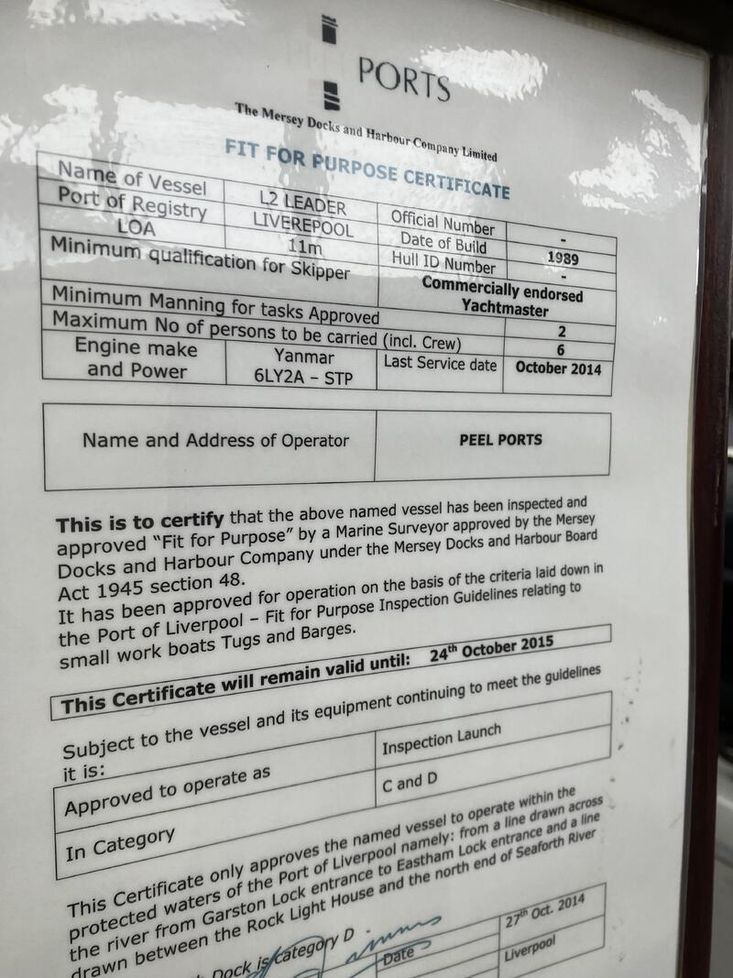 PORTS
The Mersey Docks and Harbour Company Limited
FIT FOR PURPOSE CERTIFICATE
Name of Vessel L2 LEADER Official Number -
Port of Registry LIVEREPOOL Date of Build 1989
LOA 11m Hull ID Number -
Minimum qualification for Skipper Commercially endorsed
Yachtmaster
Minimum Manning for tasks Approved 2
Maximum No of persons to be carried (incl. Crew) 6
Engine make Yanmar Last Service date October 2014
and Power 6LY2A – STP
Name and Address of Operator PEEL PORTS
This is to certify that the above named vessel has been inspected and
approved “Fit for Purpose” by a Marine Surveyor approved by the Mersey
Docks and Harbour Company under the Mersey Docks and Harbour Board
Act 1945 section 48.
It has been approved for operation on the basis of the criteria laid down in
the Port of Liverpool – Fit for Purpose Inspection Guidelines relating to
small work boats Tugs and Barges.
This Certificate will remain valid until: 24th October 2015
Subject to the vessel and its equipment continuing to meet the guidelines
it is:
Approved to operate as Inspection Launch
In Category C and D
This Certificate only approves the named vessel to operate within the
protected waters of the Port of Liverpool namely: from a line drawn across
the river from Garston Lock entrance to Eastham Lock entrance and a line
drawn between the Rock Light House and the north end of Seaforth River
Dock is category D .
Date 27th Oct. 2014
Liverpool